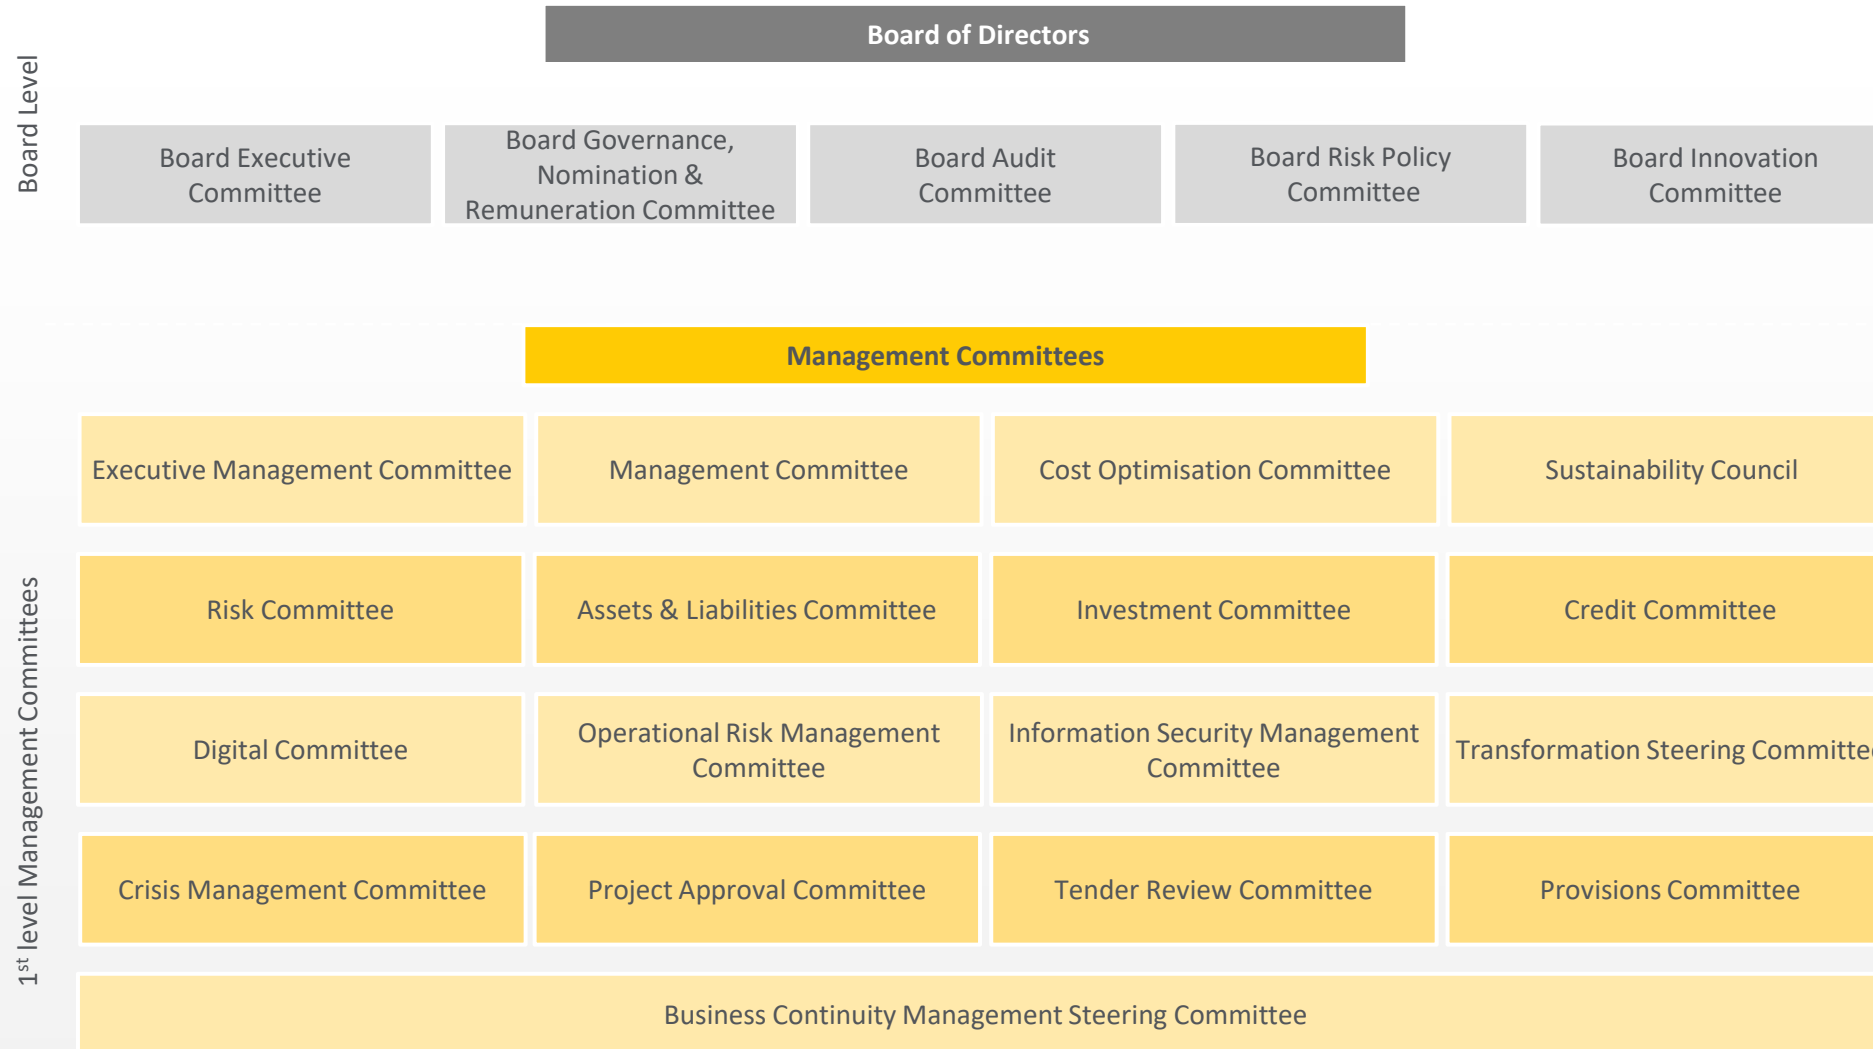 Board of Directors
Board Level
Board Executive
Committee
Board Governance,
Nomination &
Remuneration Committee
Board Audit
Committee
Board Risk Policy
Committee
Board Innovation
Committee
Management Committees
1st level Management Committees
Executive Management Committee
Management Committee
Cost Optimisation Committee
Sustainability Council
Risk Committee
Assets & Liabilities Committee
Investment Committee
Credit Committee
Digital Committee
Operational Risk Management
Committee
Information Security Management
Committee
Transformation Steering Committee
Crisis Management Committee
Project Approval Committee
Tender Review Committee
Provisions Committee
Business Continuity Management Steering Committee